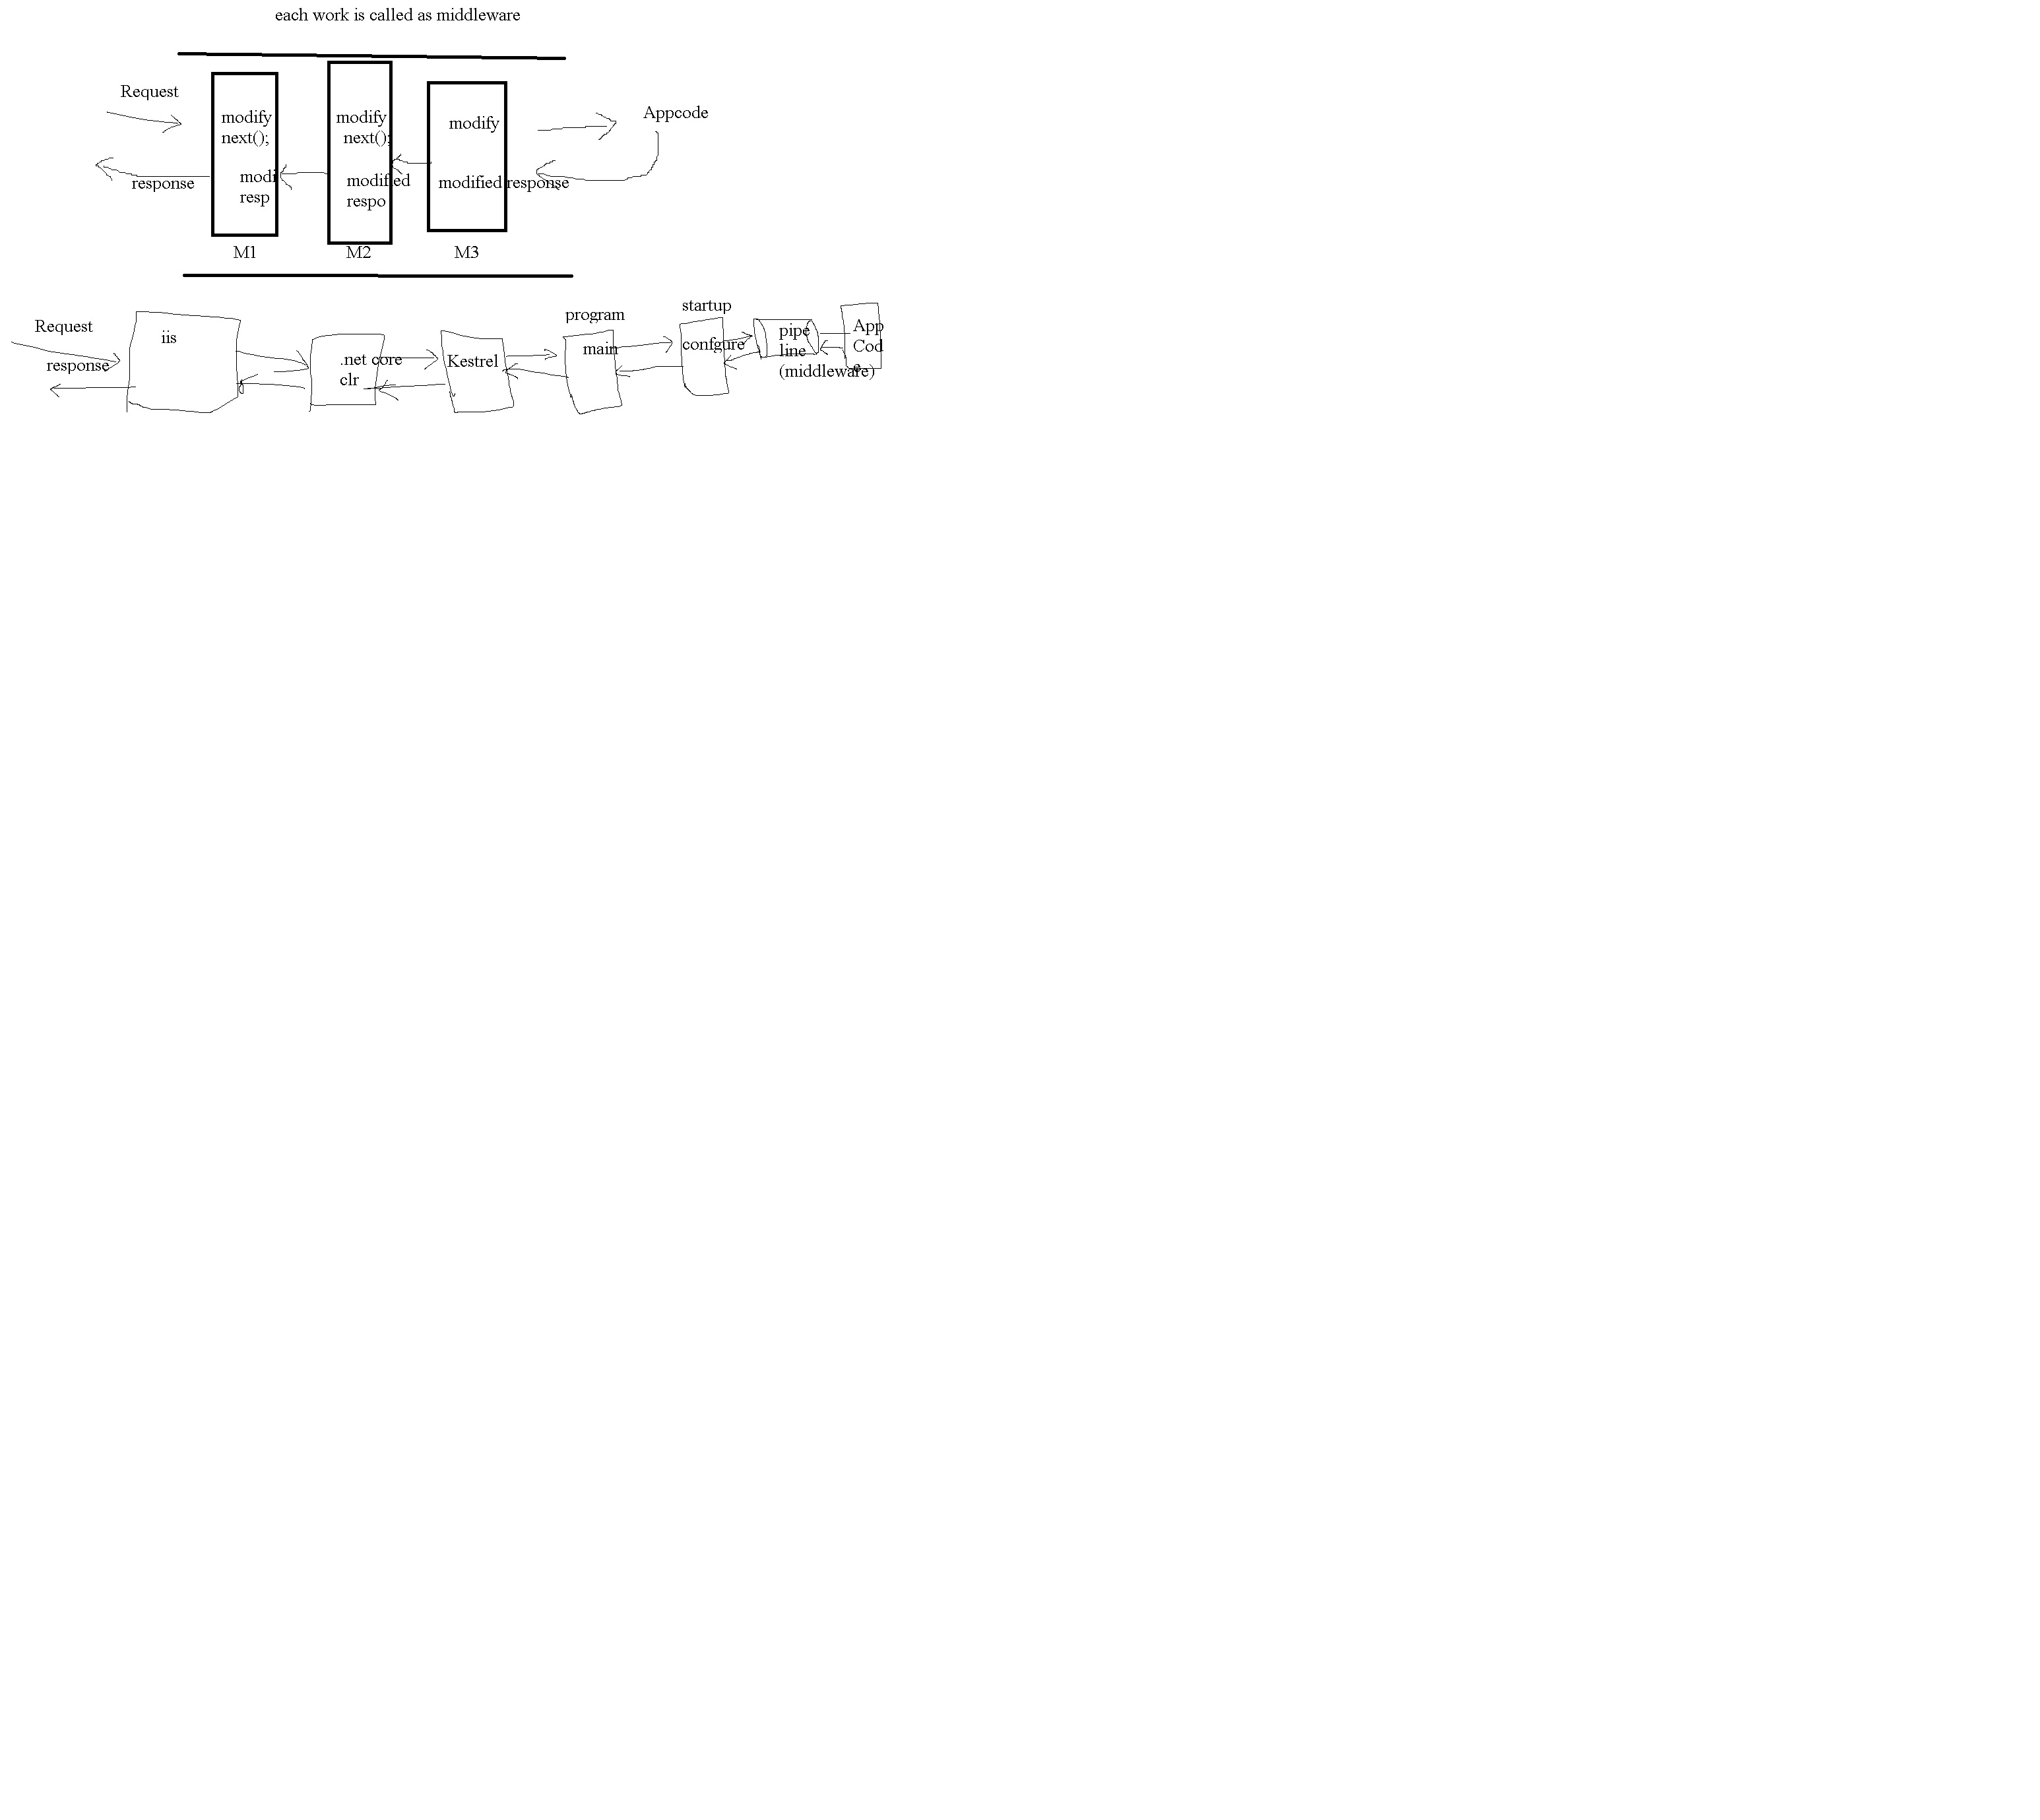 each work is called as middleware
Request
modify
next();
modify
next();
modify
Appcode
response
modi
resp
modified
respo
modified response
M1
M2
M3
Request
response
iis
.net core
clr
Kestrel
program
main
startup
confgure
pipe
line
(middleware)
App
Cod
e